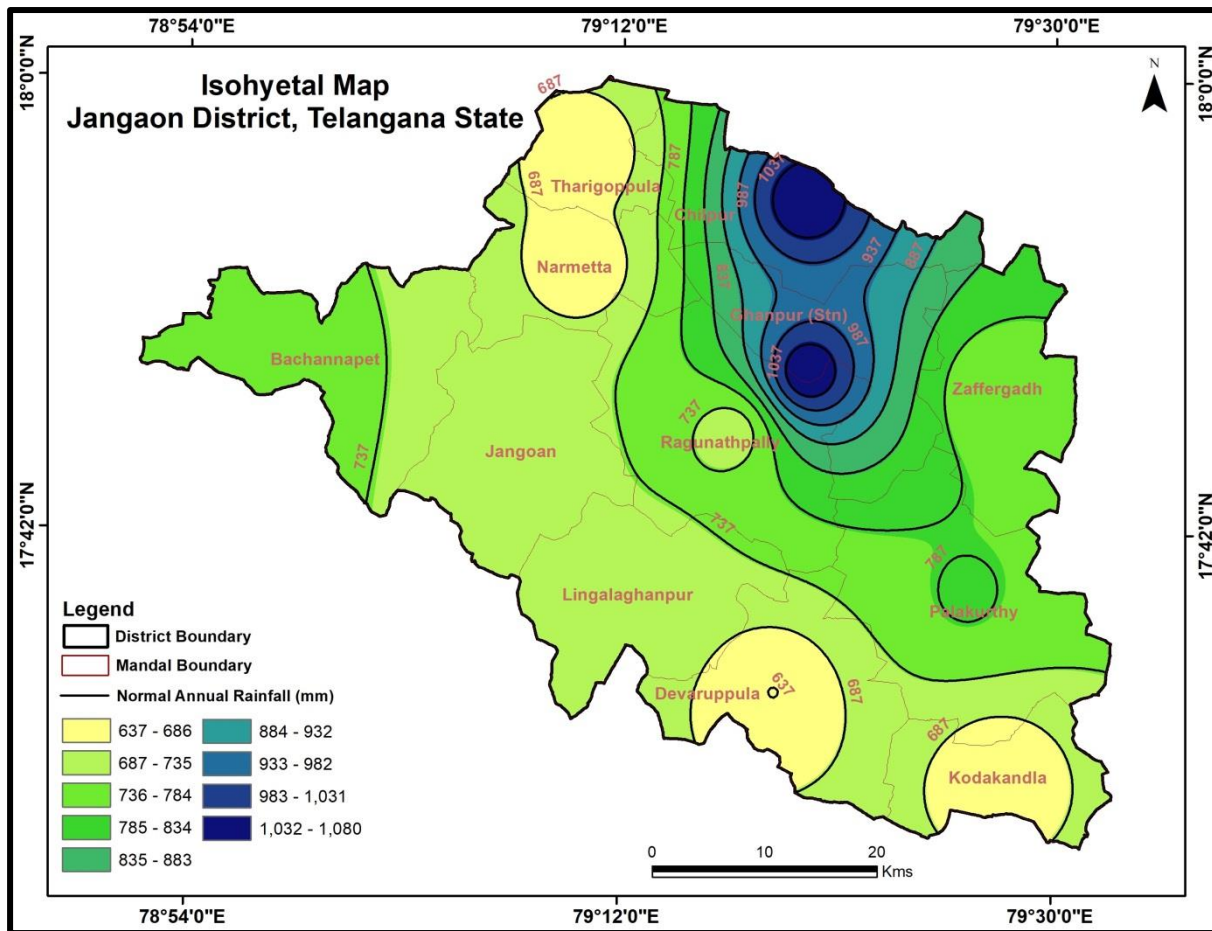 78°54'0"E 79°12'0"E 79°30'0"E
18°0'0"N
18°0'0"N
N
Isohyetal Map
Jangaon District, Telangana State
687
787
1037
687
987
Tharigoppula
Chilpur
937
887
Narmetta
837
Ghanpur (Stn)
987
1037
Bachannapet
Zaffergadh
737
Ragunathpally
737
Jangoan
737
17°42'0"N
17°42'0"N
787
Lingalaghanpur
Palakurthy
637
Devaruppula
687
687
Kodakandla
Legend
District Boundary
Mandal Boundary
Normal Annual Rainfall (mm)
637 - 686
687 - 735
736 - 784
785 - 834
835 - 883
884 - 932
933 - 982
983 - 1,031
1,032 - 1,080
0 10 20
Kms
78°54'0"E 79°12'0"E 79°30'0"E